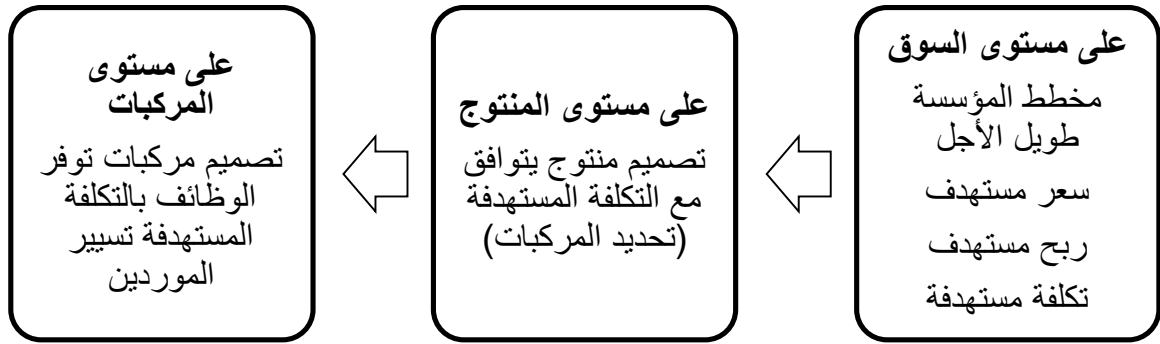 على مستوى السوق
مخطط المؤسسة
طويل الأجل
سعر مستهدف
ربح مستهدف
تكلفة مستهدفة
على مستوى المنتوج
تصميم منتوج يتوافق
مع التكلفة المستهدفة
(تحديد المركبات)
على مستوى
المركبات
تصميم مركبات توفر
الوظائف بالتكلفة
المستهدفة تسيير
الموردين